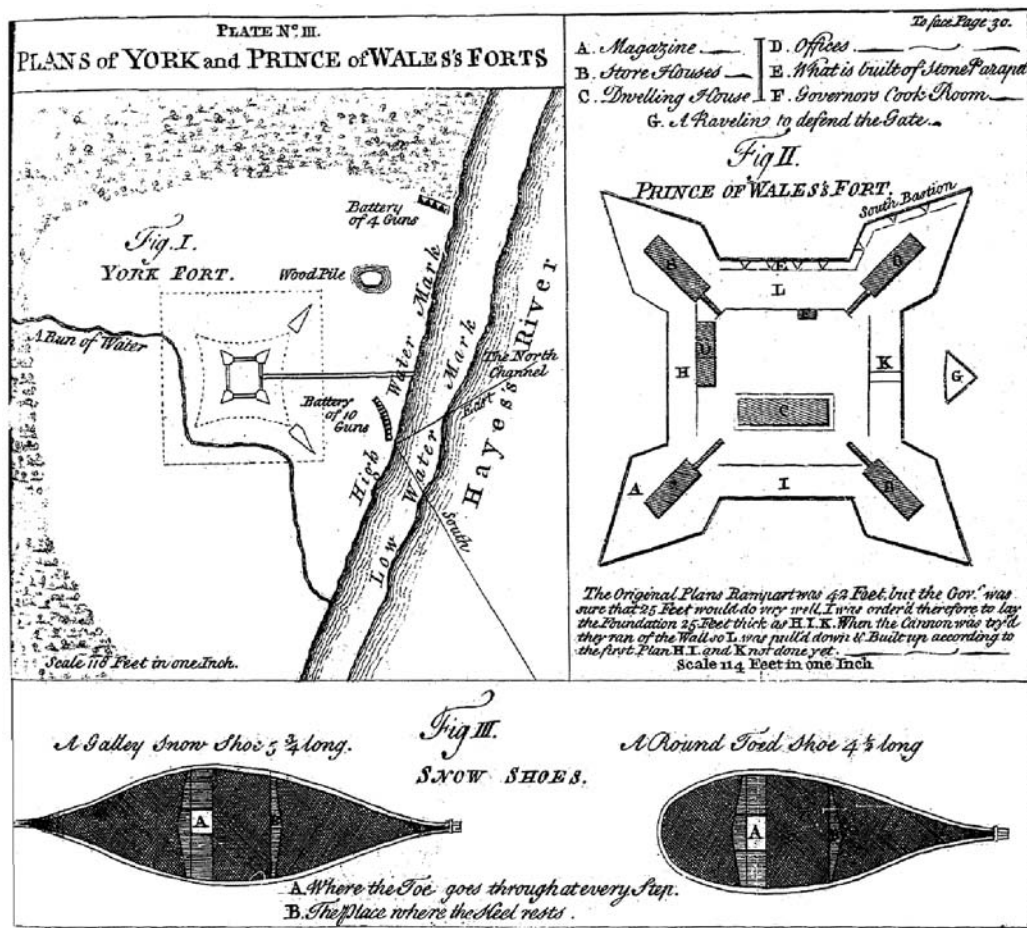 PLATE No. III.
PLANS of YORK and PRINCE of WALES's FORTS
To face Page 30.
A. Magazine
B. Store Houses
C. Dwelling House
D. Offices
E. What is built of Stone Parapet
F. Governors Cook Room
G. A Ravelin to defend the Gate.
Fig. I.
YORK FORT.
Battery
of 4 Guns
Wood Pile
A Run of Water
Battery
of 10
Guns
High Water Mark
Low Water Mark
The North
Channel
East
South
Hayes's River
Scale 118 Feet in one Inch.
Fig II.
PRINCE OF WALES's FORT.
South Bastion
E
L
B
D
D
H
K
G
C
A
I
B
The Original Plans Rampart was 42 Feet, but the Govr. was
sure that 25 Feet would do very well, I was order'd therefore to lay
the Foundation 25 Feet thick as H.I.K. When the Cannon was try'd
they ran of the Wall so L was pull'd down & Built up according to
the first Plan H.I. and K not done yet.
Scale 114 Feet in one Inch
Fig III.
SNOW SHOES.
A Galley Snow Shoe 5 3/4 long.
A
B
A Round Toed Shoe 4 1/2 long
A
B
A. Where the Toe goes through at every Step.
B. The Place where the Heel rests.